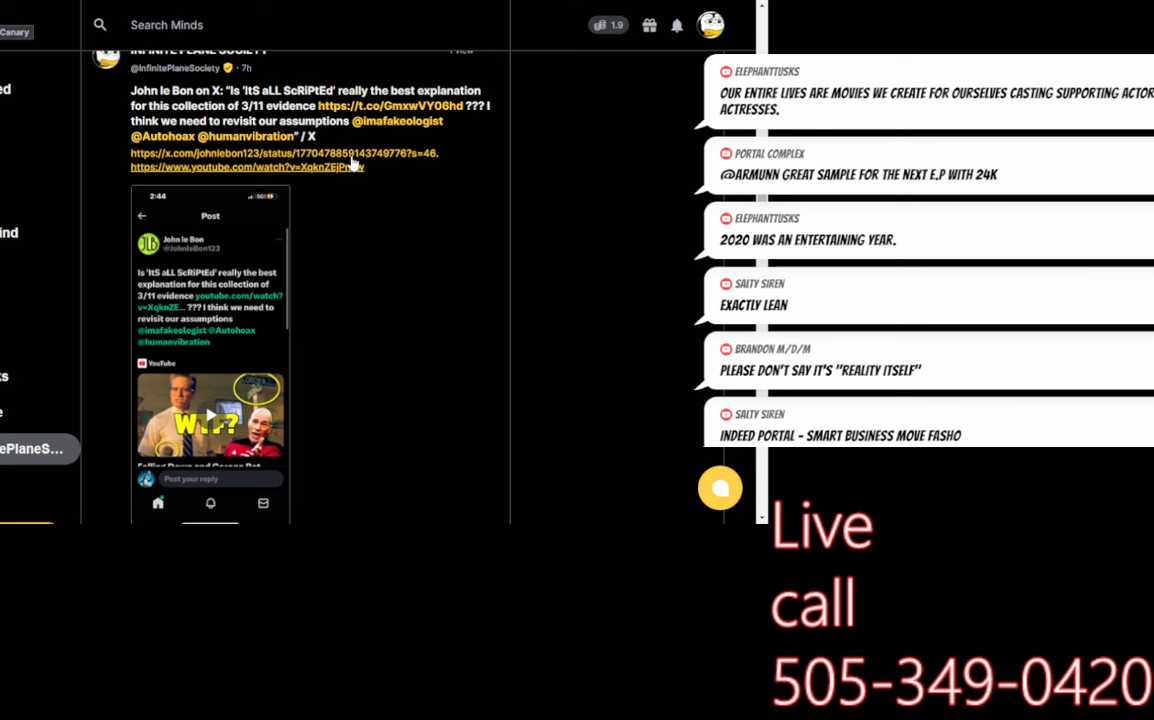 Canary
Search Minds
1.9
INFINITE PLANE SOCIETY
1 view
@InfinitePlaneSociety · 7h
John le Bon on X: "Is 'ItS aLL ScRiPtEd' really the best explanation
for this collection of 3/11 evidence https://t.co/GmxwVYO6hd ??? I
think we need to revisit our assumptions @imafakeologist
@Autohoax @humanvibration" / X
https://x.com/johnlebon123/status/1770478859143749776?s=46.
https://www.youtube.com/watch?v=XqknZEjP
2:44
Post
John le Bon
@JohnleBon123
Is 'ItS aLL ScRiPtEd' really the best
explanation for this collection of
3/11 evidence youtube.com/watch?
v=XqknZE... ??? I think we need to
revisit our assumptions
@imafakeologist @Autohoax
@humanvibration
YouTube
WTF?
Post your reply
ePlaneS...
ELEPHANTTUSKS
OUR ENTIRE LIVES ARE MOVIES WE CREATE FOR OURSELVES CASTING SUPPORTING ACTOR
ACTRESSES.
PORTAL COMPLEX
@ARMUNN GREAT SAMPLE FOR THE NEXT E.P WITH 24K
ELEPHANTTUSKS
2020 WAS AN ENTERTAINING YEAR.
SALTY SIREN
EXACTLY LEAN
BRANDON M/D/M
PLEASE DON'T SAY IT'S "REALITY ITSELF"
SALTY SIREN
INDEED PORTAL - SMART BUSINESS MOVE FASHO
Live
call
505-349-0420